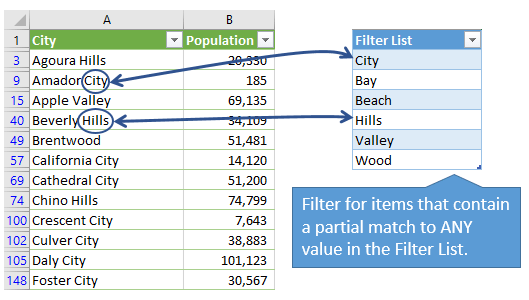 A B
1 City Population
3 Agoura Hills 20,330
9 Amador City 185
15 Apple Valley 69,135
40 Beverly Hills 34,109
49 Brentwood 51,481
57 California City 14,120
69 Cathedral City 51,200
74 Chino Hills 74,799
100 Crescent City 7,643
102 Culver City 38,883
105 Daly City 101,123
148 Foster City 30,567
Filter List
City
Bay
Beach
Hills
Valley
Wood
Filter for items that contain
a partial match to ANY
value in the Filter List.